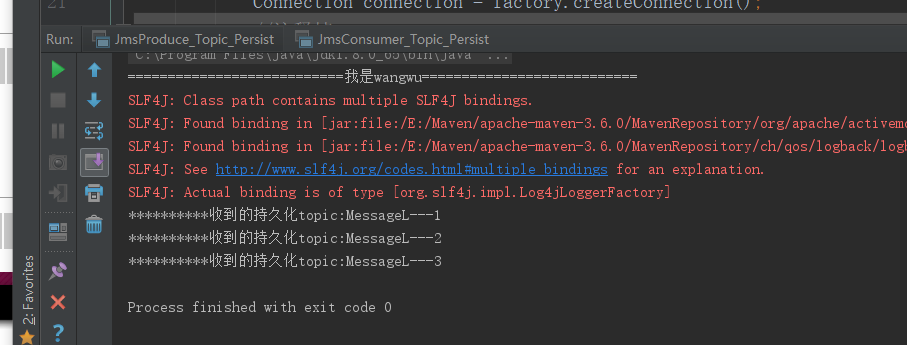 21 Connection connection = factory.createConnection();
Run: JmsProduce_Topic_Persist JmsConsumer_Topic_Persist
C:\Program Files\java\jdk1.8.0_65\bin\java ...
===========================我是wangwu===========================
SLF4J: Class path contains multiple SLF4J bindings.
SLF4J: Found binding in [jar:file:/E:/Maven/apache-maven-3.6.0/MavenRepository/org/apache/activemq
SLF4J: Found binding in [jar:file:/E:/Maven/apache-maven-3.6.0/MavenRepository/ch/qos/logback/logb
SLF4J: See http://www.slf4j.org/codes.html#multiple_bindings for an explanation.
SLF4J: Actual binding is of type [org.slf4j.impl.Log4jLoggerFactory]
**********收到的持久化topic:MessageL---1
**********收到的持久化topic:MessageL---2
**********收到的持久化topic:MessageL---3
Process finished with exit code 0
2: Favorites